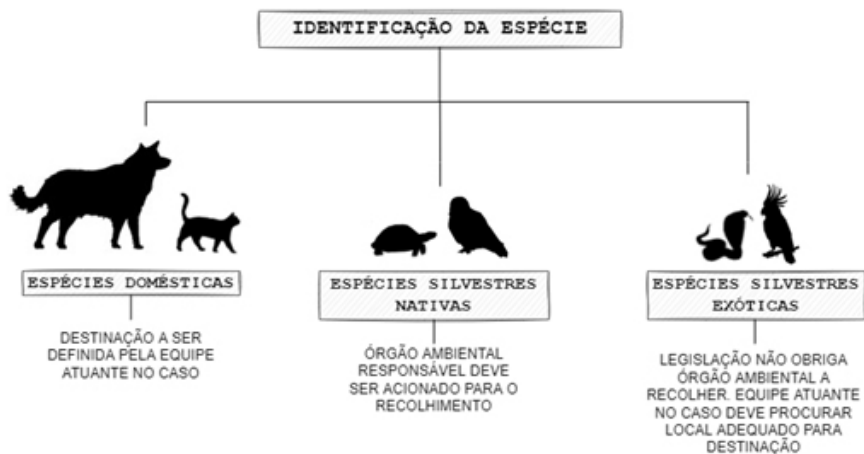 IDENTIFICAÇÃO DA ESPÉCIE
ESPÉCIES DOMÉSTICAS
DESTINAÇÃO A SER
DEFINIDA PELA EQUIPE
ATUANTE NO CASO
ESPÉCIES SILVESTRES
NATIVAS
ÓRGÃO AMBIENTAL
RESPONSÁVEL DEVE
SER ACIONADO PARA O
RECOLHIMENTO
ESPÉCIES SILVESTRES
EXÓTICAS
LEGISLAÇÃO NÃO OBRIGA
ÓRGÃO AMBIENTAL A
RECOLHER. EQUIPE ATUANTE
NO CASO DEVE PROCURAR
LOCAL ADEQUADO PARA
DESTINAÇÃO